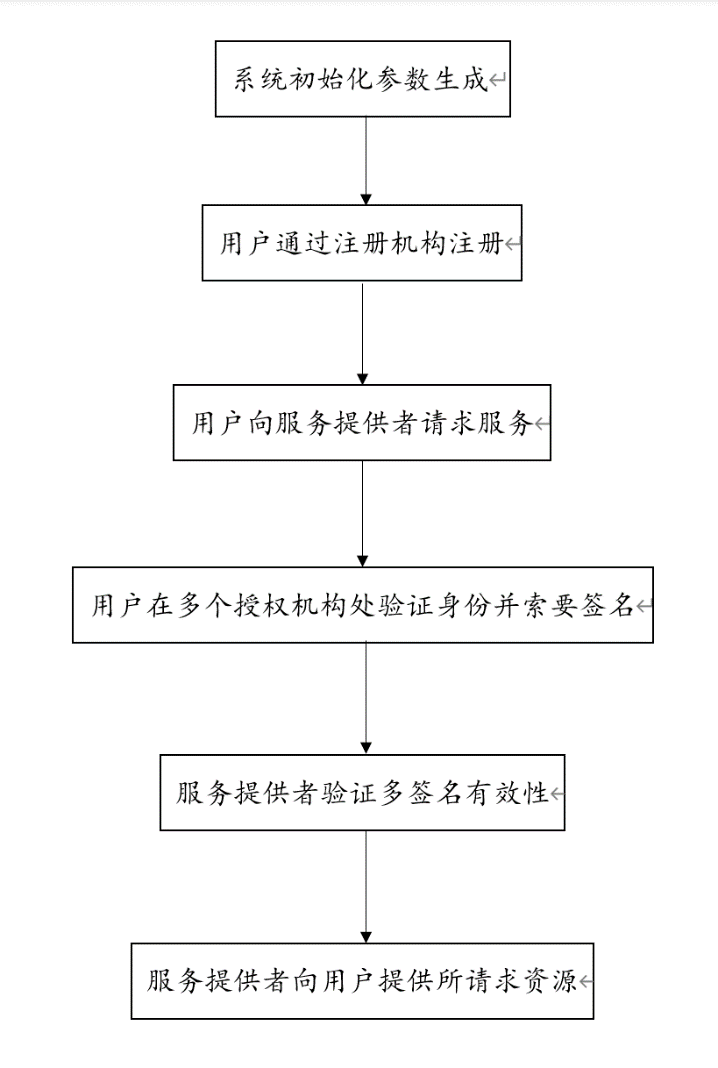 系统初始化参数生成↵
用户通过注册机构注册↵
用户向服务提供者请求服务↵
用户在多个授权机构处验证身份并索要签名↵
服务提供者验证多签名有效性↵
服务提供者向用户提供所请求资源↵